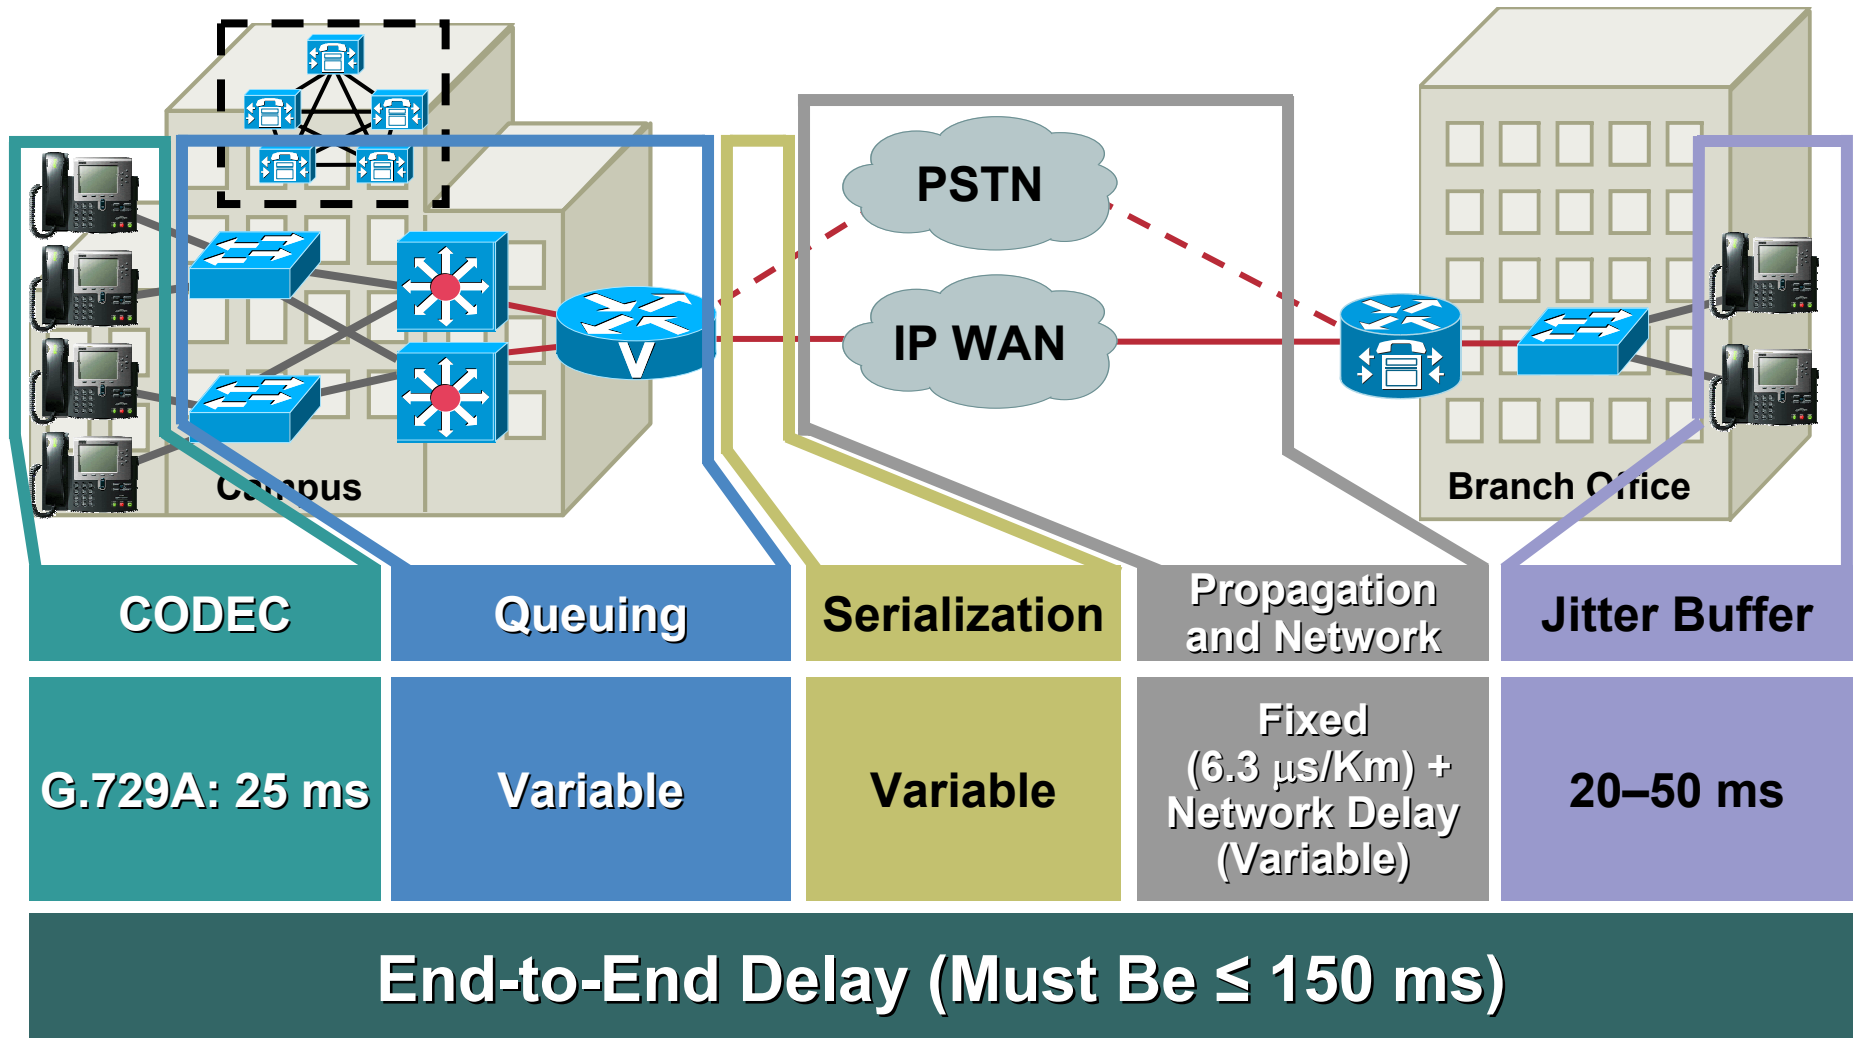 PSTN
IP WAN
V
Campus
Branch Office
CODEC
Queuing
Serialization
Propagation
and Network
Jitter Buffer
G.729A: 25 ms
Variable
Variable
Fixed
(6.3 µs/Km) +
Network Delay
(Variable)
20–50 ms
End-to-End Delay (Must Be ≤ 150 ms)